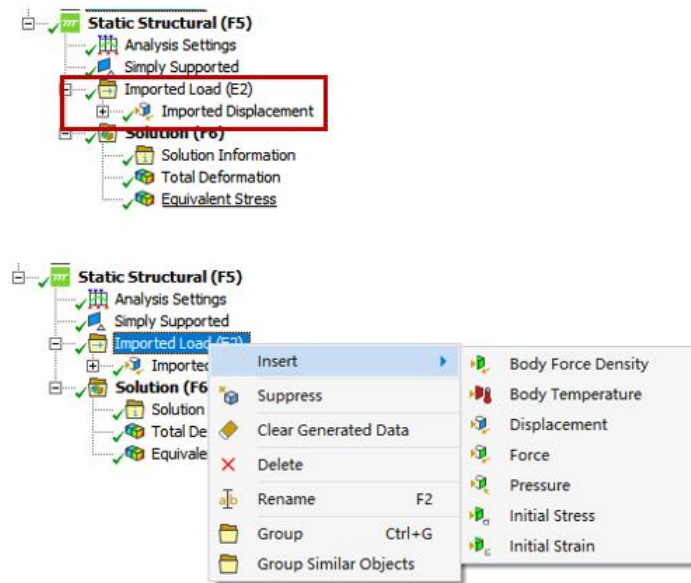 Static Structural (F5)
Analysis Settings
Simply Supported
Imported Load (E2)
Imported Displacement
Solution (F6)
Solution Information
Total Deformation
Equivalent Stress
Static Structural (F5)
Analysis Settings
Simply Supported
Imported Load (E2)
Insert
Body Force Density
Imported
Suppress
Body Temperature
Solution (F6
Clear Generated Data
Displacement
Solution
Total De
Delete
Force
Equivale
Rename F2
Pressure
Group Ctrl+G
Initial Stress
Group Similar Objects
Initial Strain